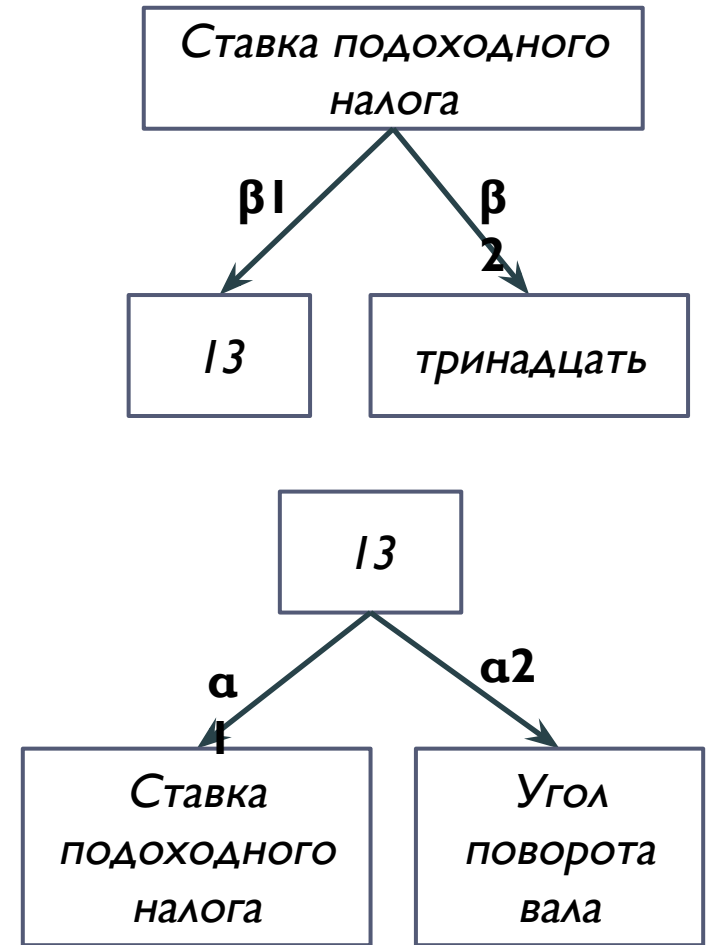 Ставка подоходного
налога
β1
β
2
13
тринадцать
13
α
1
α2
Ставка
подоходного
налога
Угол
поворота
вала